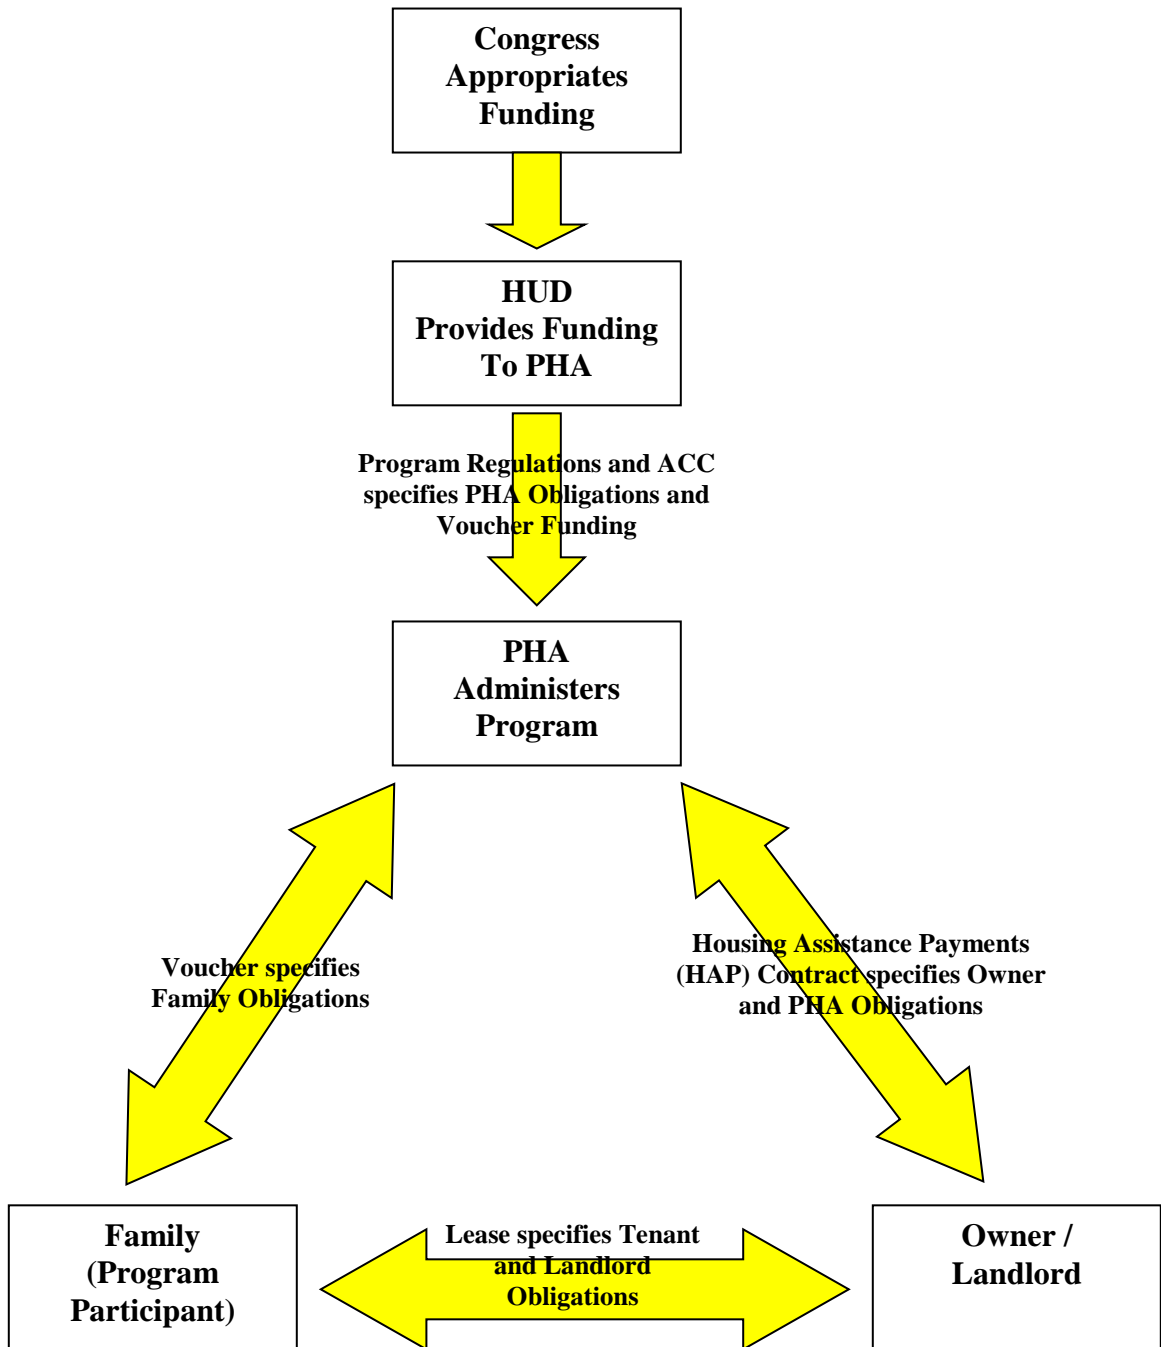 Congress
Appropriates
Funding
HUD
Provides Funding
To PHA
Program Regulations and ACC
specifies PHA Obligations and
Voucher Funding
PHA
Administers
Program
Voucher specifies
Family Obligations
Housing Assistance Payments
(HAP) Contract specifies Owner
and PHA Obligations
Family
(Program
Participant)
Lease specifies Tenant
and Landlord
Obligations
Owner /
Landlord